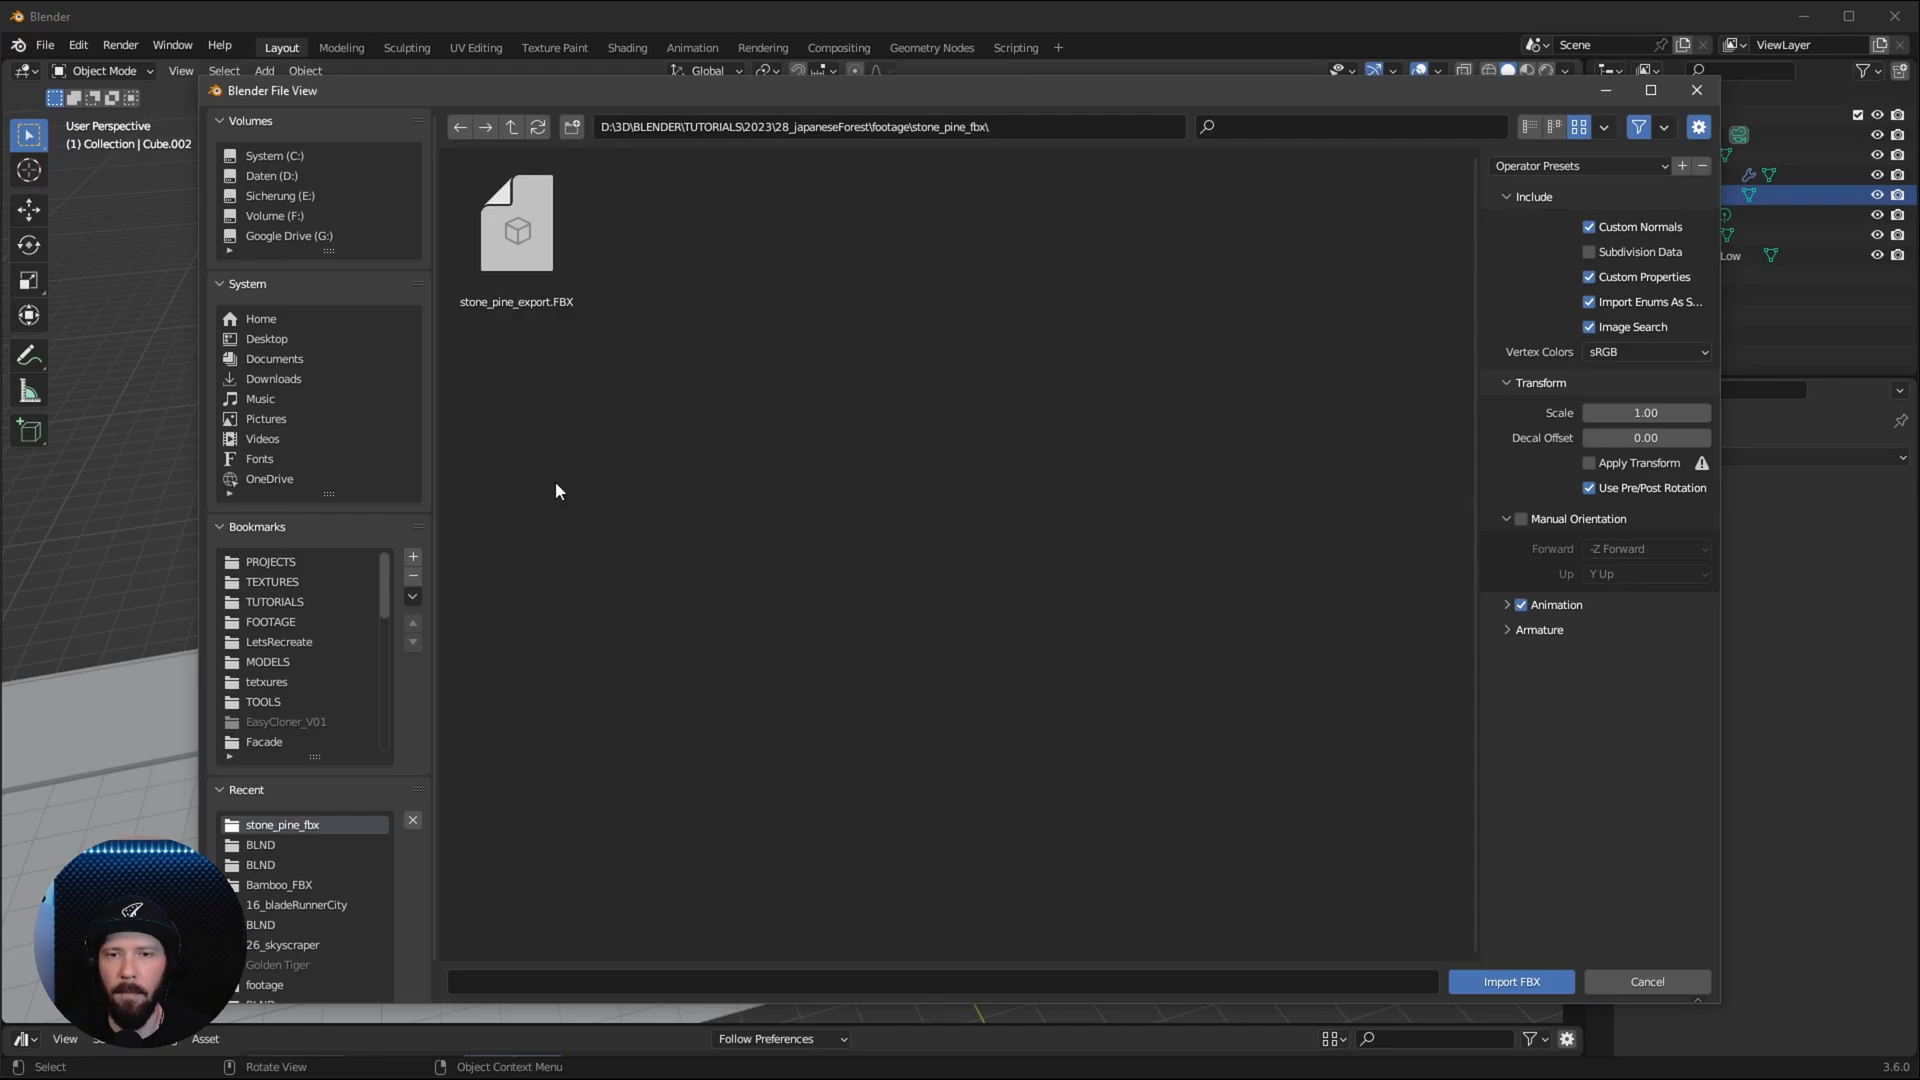 Blender
File Edit Render Window Help Layout Modeling Sculpting UV Editing Texture Paint Shading Animation Rendering Compositing Geometry Nodes Scripting + Scene ViewLayer
Object Mode View Select Add Object Global
Blender File View
User Perspective
(1) Collection | Cube.002
Volumes
System (C:)
Daten (D:)
Sicherung (E:)
Volume (F:)
Google Drive (G:)
System
Home
Desktop
Documents
Downloads
Music
Pictures
Videos
Fonts
OneDrive
Bookmarks
PROJECTS
TEXTURES
TUTORIALS
FOOTAGE
LetsRecreate
MODELS
tetxures
TOOLS
EasyCloner_V01
Facade
Recent
stone_pine_fbx
BLND
BLND
Bamboo_FBX
16_bladeRunnerCity
BLND
26_skyscraper
Golden Tiger
footage
D:\3D\BLENDER\TUTORIALS\2023\28_japaneseForest\footage\stone_pine_fbx\
stone_pine_export.FBX
Operator Presets
Include
Custom Normals
Subdivision Data
Custom Properties
Import Enums As S...
Image Search
Vertex Colors sRGB
Transform
Scale 1.00
Decal Offset 0.00
Apply Transform
Use Pre/Post Rotation
Manual Orientation
Forward -Z Forward
Up Y Up
Animation
Armature
Low
Import FBX Cancel
View Asset Follow Preferences
Select Rotate View Object Context Menu 3.6.0